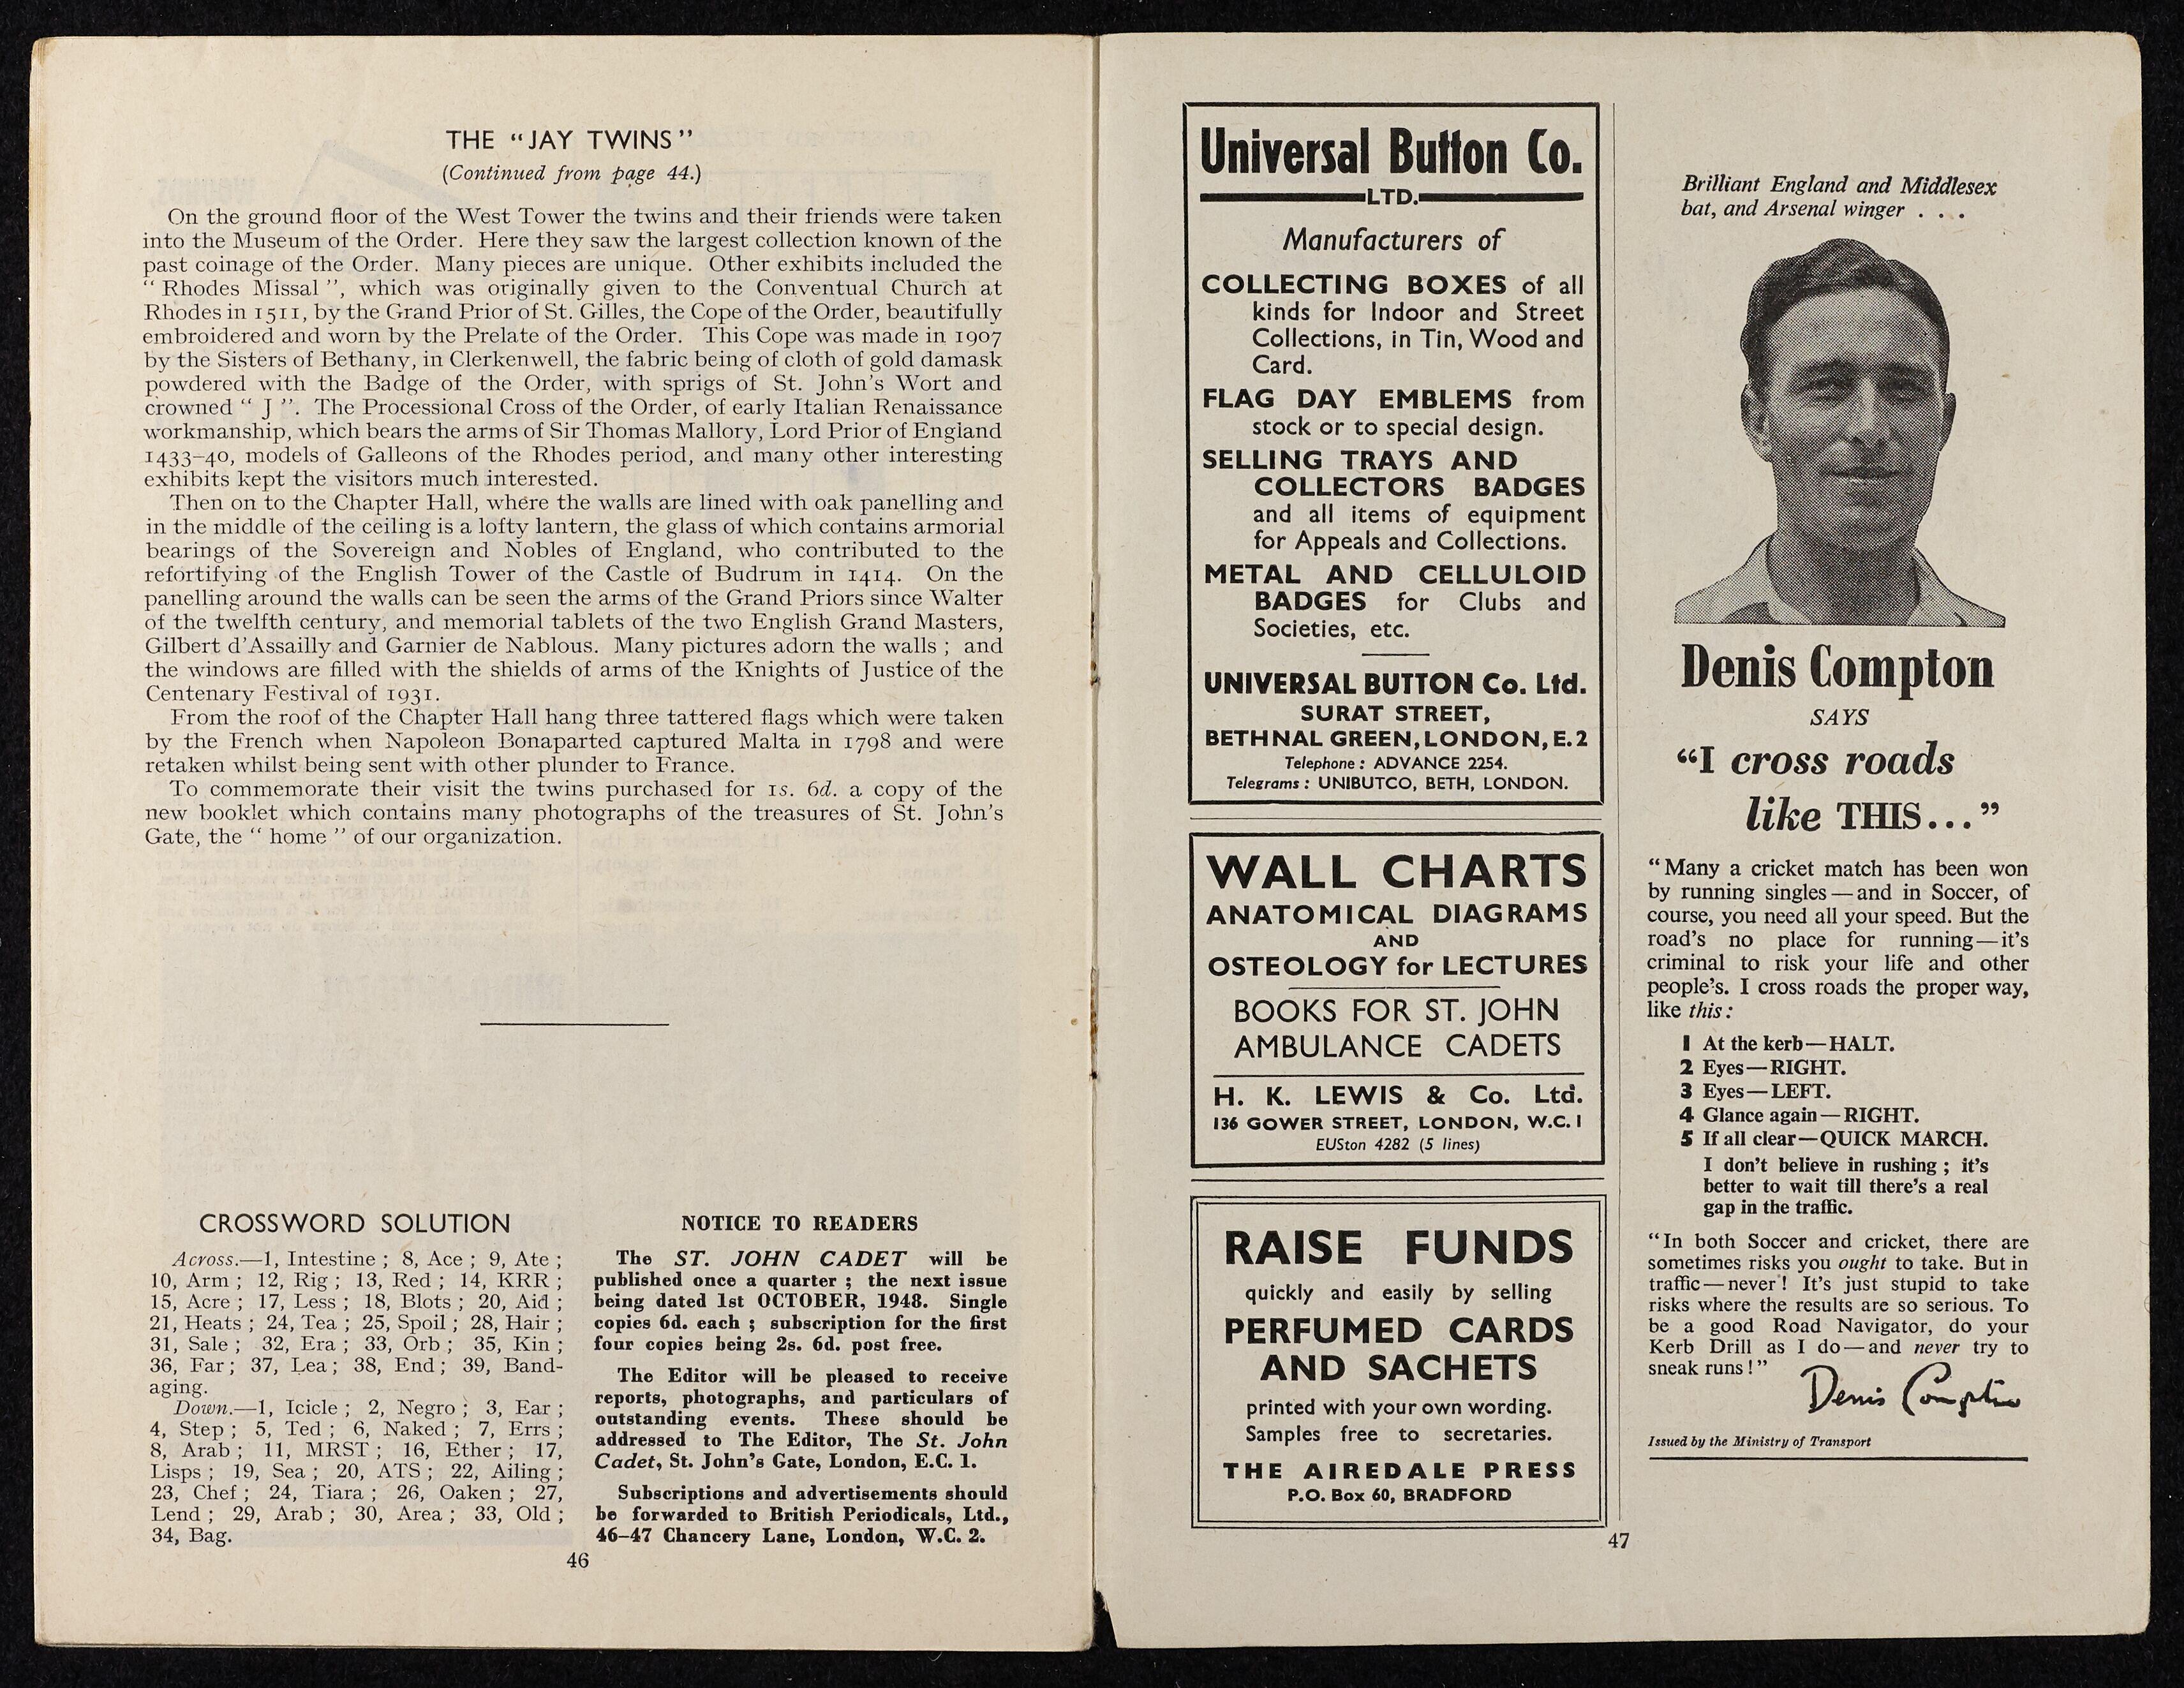 THE “JAY TWINS”
(Continued from page 44.)
On the ground floor of the West Tower the twins and their friends were taken
into the Museum of the Order. Here they saw the largest collection known of the
past coinage of the Order. Many pieces are unique. Other exhibits included the
“ Rhodes Missal ”, which was originally given to the Conventual Church at
Rhodes in 1511, by the Grand Prior of St. Gilles, the Cope of the Order, beautifully
embroidered and worn by the Prelate of the Order. This Cope was made in 1907
by the Sisters of Bethany, in Clerkenwell, the fabric being of cloth of gold damask
powdered with the Badge of the Order, with sprigs of St. John's Wort and
crowned “ J ”. The Processional Cross of the Order, of early Italian Renaissance
workmanship, which bears the arms of Sir Thomas Mallory, Lord Prior of England
1433–40, models of Galleons of the Rhodes period, and many other interesting
exhibits kept the visitors much interested.
Then on to the Chapter Hall, where the walls are lined with oak panelling and
in the middle of the ceiling is a lofty lantern, the glass of which contains armorial
bearings of the Sovereign and Nobles of England, who contributed to the
refortifying of the English Tower of the Castle of Budrum in 1414. On the
panelling around the walls can be seen the arms of the Grand Priors since Walter
of the twelfth century, and memorial tablets of the two English Grand Masters,
Gilbert d'Assailly and Garnier de Nablous. Many pictures adorn the walls ; and
the windows are filled with the shields of arms of the Knights of Justice of the
Centenary Festival of 1931.
From the roof of the Chapter Hall hang three tattered flags which were taken
by the French when Napoleon Bonaparted captured Malta in 1798 and were
retaken whilst being sent with other plunder to France.
To commemorate their visit the twins purchased for 1s. 6d. a copy of the
new booklet which contains many photographs of the treasures of St. John's
Gate, the “ home ” of our organization.
CROSSWORD SOLUTION
Across.—1, Intestine ; 8, Ace ; 9, Ate ;
10, Arm ; 12, Rig ; 13, Red ; 14, KRR ;
15, Acre ; 17, Less ; 18, Blots ; 20, Aid ;
21, Heats ; 24, Tea ; 25, Spoil ; 28, Hair ;
31, Sale ; 32, Era ; 33, Orb ; 35, Kin ;
36, Far ; 37, Lea ; 38, End ; 39, Band-
aging.
Down.—1, Icicle ; 2, Negro ; 3, Ear ;
4, Step ; 5, Ted ; 6, Naked ; 7, Errs ;
8, Arab ; 11, MRST ; 16, Ether ; 17,
Lisps ; 19, Sea ; 20, ATS ; 22, Ailing ;
23, Chef ; 24, Tiara ; 26, Oaken ; 27,
Lend ; 29, Arab ; 30, Area ; 33, Old ;
34, Bag.
NOTICE TO READERS
The ST. JOHN CADET will be
published once a quarter ; the next issue
being dated 1st OCTOBER, 1948. Single
copies 6d. each ; subscription for the first
four copies being 2s. 6d. post free.
The Editor will be pleased to receive
reports, photographs, and particulars of
outstanding events. These should be
addressed to The Editor, The St. John
Cadet, St. John's Gate, London, E.C. 1.
Subscriptions and advertisements should
be forwarded to British Periodicals, Ltd.,
46–47 Chancery Lane, London, W.C. 2.
46
Universal Button Co.
LTD.
Manufacturers of
COLLECTING BOXES of all
kinds for Indoor and Street
Collections, in Tin, Wood and
Card.
FLAG DAY EMBLEMS from
stock or to special design.
SELLING TRAYS AND
COLLECTORS BADGES
and all items of equipment
for Appeals and Collections.
METAL AND CELLULOID
BADGES for Clubs and
Societies, etc.
UNIVERSAL BUTTON Co. Ltd.
SURAT STREET,
BETHNAL GREEN, LONDON, E.2
Telephone : ADVANCE 2254.
Telegrams : UNIBUTCO, BETH, LONDON.
WALL CHARTS
ANATOMICAL DIAGRAMS
AND
OSTEOLOGY for LECTURES
BOOKS FOR ST. JOHN
AMBULANCE CADETS
H. K. LEWIS & Co. Ltd.
136 GOWER STREET, LONDON, W.C.1
EUSton 4282 (5 lines)
RAISE FUNDS
quickly and easily by selling
PERFUMED CARDS
AND SACHETS
printed with your own wording.
Samples free to secretaries.
THE AIREDALE PRESS
P.O. Box 60, BRADFORD
Brilliant England and Middlesex
bat, and Arsenal winger . . .
Denis Compton
SAYS
“I cross roads
like THIS...”
“Many a cricket match has been won
by running singles—and in Soccer, of
course, you need all your speed. But the
road's no place for running—it's
criminal to risk your life and other
people's. I cross roads the proper way,
like this :
1 At the kerb—HALT.
2 Eyes—RIGHT.
3 Eyes—LEFT.
4 Glance again—RIGHT.
5 If all clear—QUICK MARCH.
I don't believe in rushing ; it's
better to wait till there's a real
gap in the traffic.
“In both Soccer and cricket, there are
sometimes risks you ought to take. But in
traffic—never! It's just stupid to take
risks where the results are so serious. To
be a good Road Navigator, do your
Kerb Drill as I do—and never try to
sneak runs!”
Denis Compton
Issued by the Ministry of Transport
47